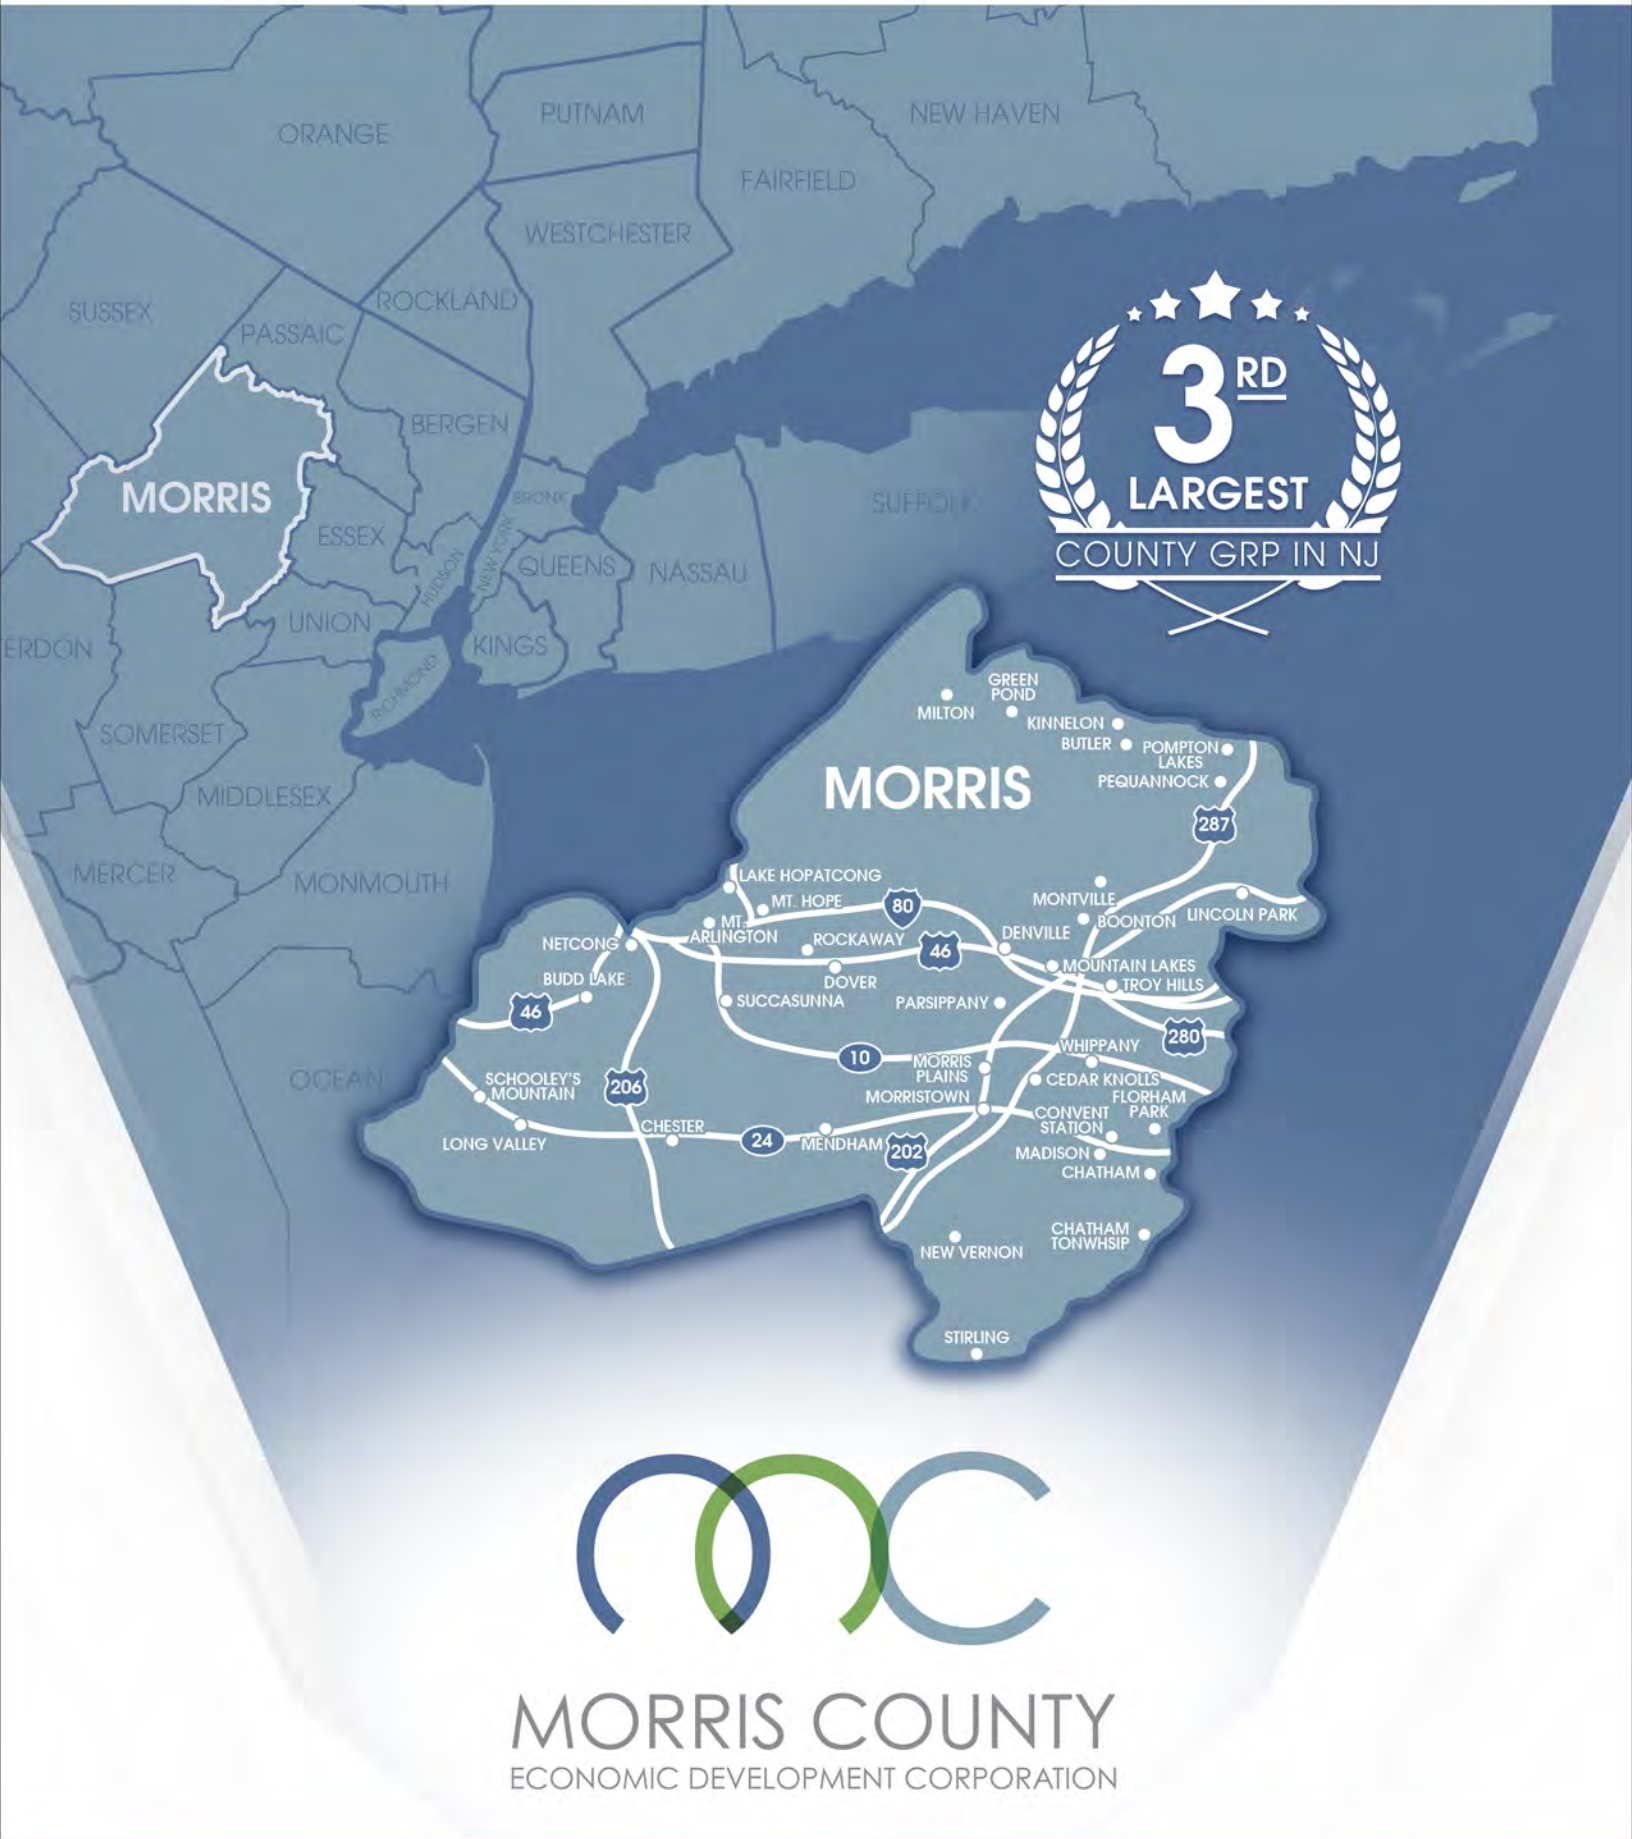 ORANGE
PUTNAM
NEW HAVEN
FAIRFIELD
WESTCHESTER
SUSSEX
ROCKLAND
PASSAIC
BERGEN
MORRIS
BRONX
SUFFOLK
ESSEX
HUDSON
NEW YORK
QUEENS
NASSAU
UNION
KINGS
ERDON
RICHMOND
SOMERSET
MIDDLESEX
MERCER
MONMOUTH
OCEAN
3RD
LARGEST
COUNTY GRP IN NJ
GREEN
POND
MILTON
KINNELON
BUTLER
POMPTON
LAKES
PEQUANNOCK
MORRIS
287
LAKE HOPATCONG
MT. HOPE
80
MONTVILLE
BOONTON
LINCOLN PARK
MT.
ARLINGTON
NETCONG
ROCKAWAY
46
DENVILLE
BUDD LAKE
DOVER
MOUNTAIN LAKES
TROY HILLS
46
SUCCASUNNA
PARSIPPANY
280
10
WHIPPANY
MORRIS
PLAINS
SCHOOLEY'S
MOUNTAIN
206
CEDAR KNOLLS
MORRISTOWN
FLORHAM
PARK
CONVENT
STATION
CHESTER
LONG VALLEY
24
MENDHAM
202
MADISON
CHATHAM
NEW VERNON
CHATHAM
TONWHSIP
STIRLING
mc
MORRIS COUNTY
ECONOMIC DEVELOPMENT CORPORATION